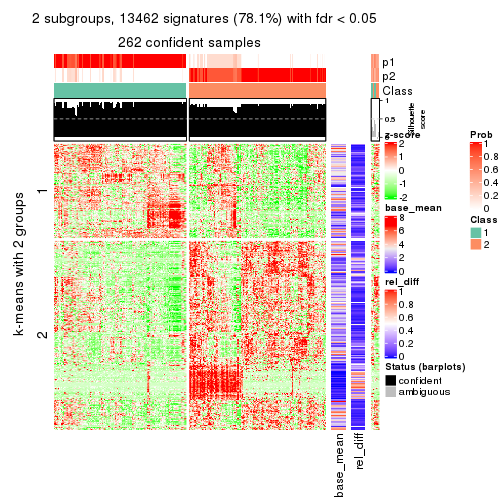 2 subgroups, 13462 signatures (78.1%) with fdr < 0.05
262 confident samples
p1
p2
Class
1
0.5
0
Silhouette
score
k-means with 2 groups
1
2
base_mean
rel_diff
z-score
2
1
0
-1
-2
base_mean
8
6
4
2
0
rel_diff
1
0.8
0.6
0.4
0.2
0
Status (barplots)
confident
ambiguous
Prob
1
0.8
0.6
0.4
0.2
0
Class
1
2